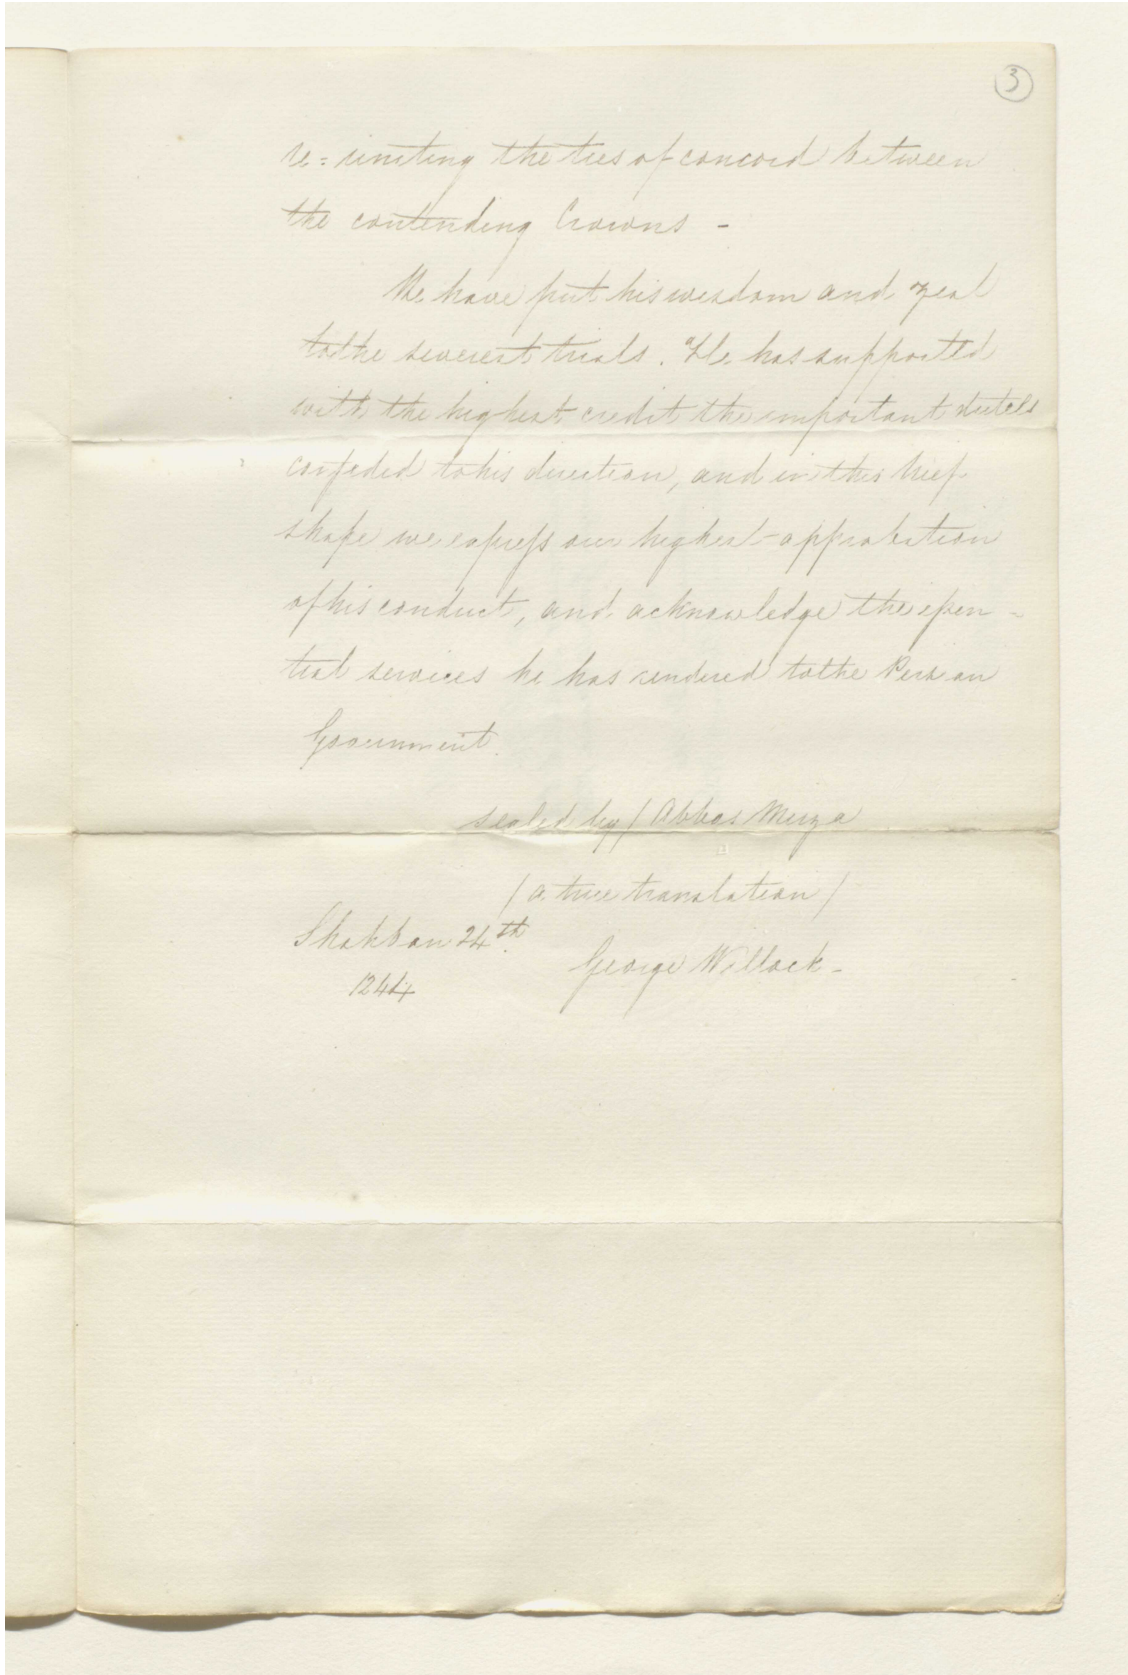 3
re=uniting the ties of concord between
the contending Crowns -
We have put his wisdom and zeal
to the severest trials. He has supported
with the highest credit the important duties
confided to his direction, and in this brief
shape we express our highest approbation
of his conduct, and acknowledge the essen-
tial services he has rendered to the Persian
Government.
sealed by / Abbas Mirza
/ a true translation /
Shahban 24th
George Willock -
1244